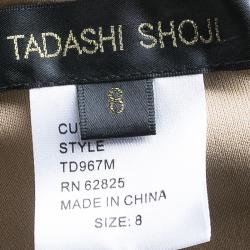 TADASHI SHOJI
8
CU
STYLE
TD967M
RN 62825
MADE IN CHINA
SIZE: 8